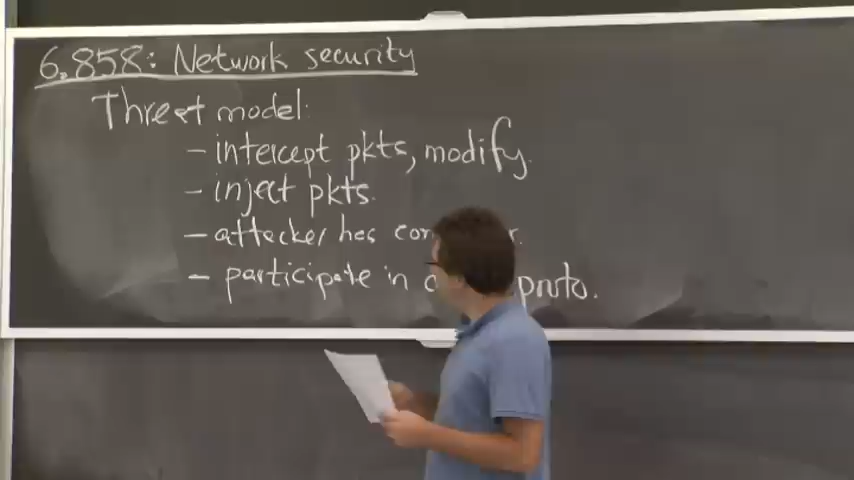 6.858: Network security
Threat model:
- intercept pkts, modify.
- inject pkts.
- attacker has
- participate in proto.